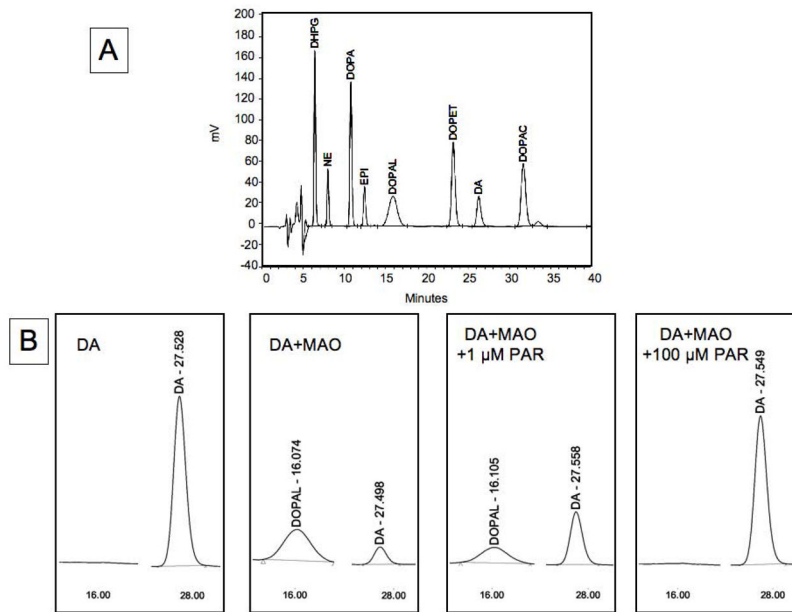 A
200
180
160
140
120
100
80
60
40
20
0
-20
-40
mV
DHPG
NE
DOPA
EPI
DOPAL
DOPET
DA
DOPAC
0 5 10 15 20 25 30 35 40
Minutes
B
DA
DA - 27.528
16.00 28.00
DA+MAO
DOPAL - 16.074
DA - 27.498
16.00 28.00
DA+MAO
+1 µM PAR
DOPAL - 16.105
DA - 27.558
16.00 28.00
DA+MAO
+100 µM PAR
DA - 27.549
16.00 28.00